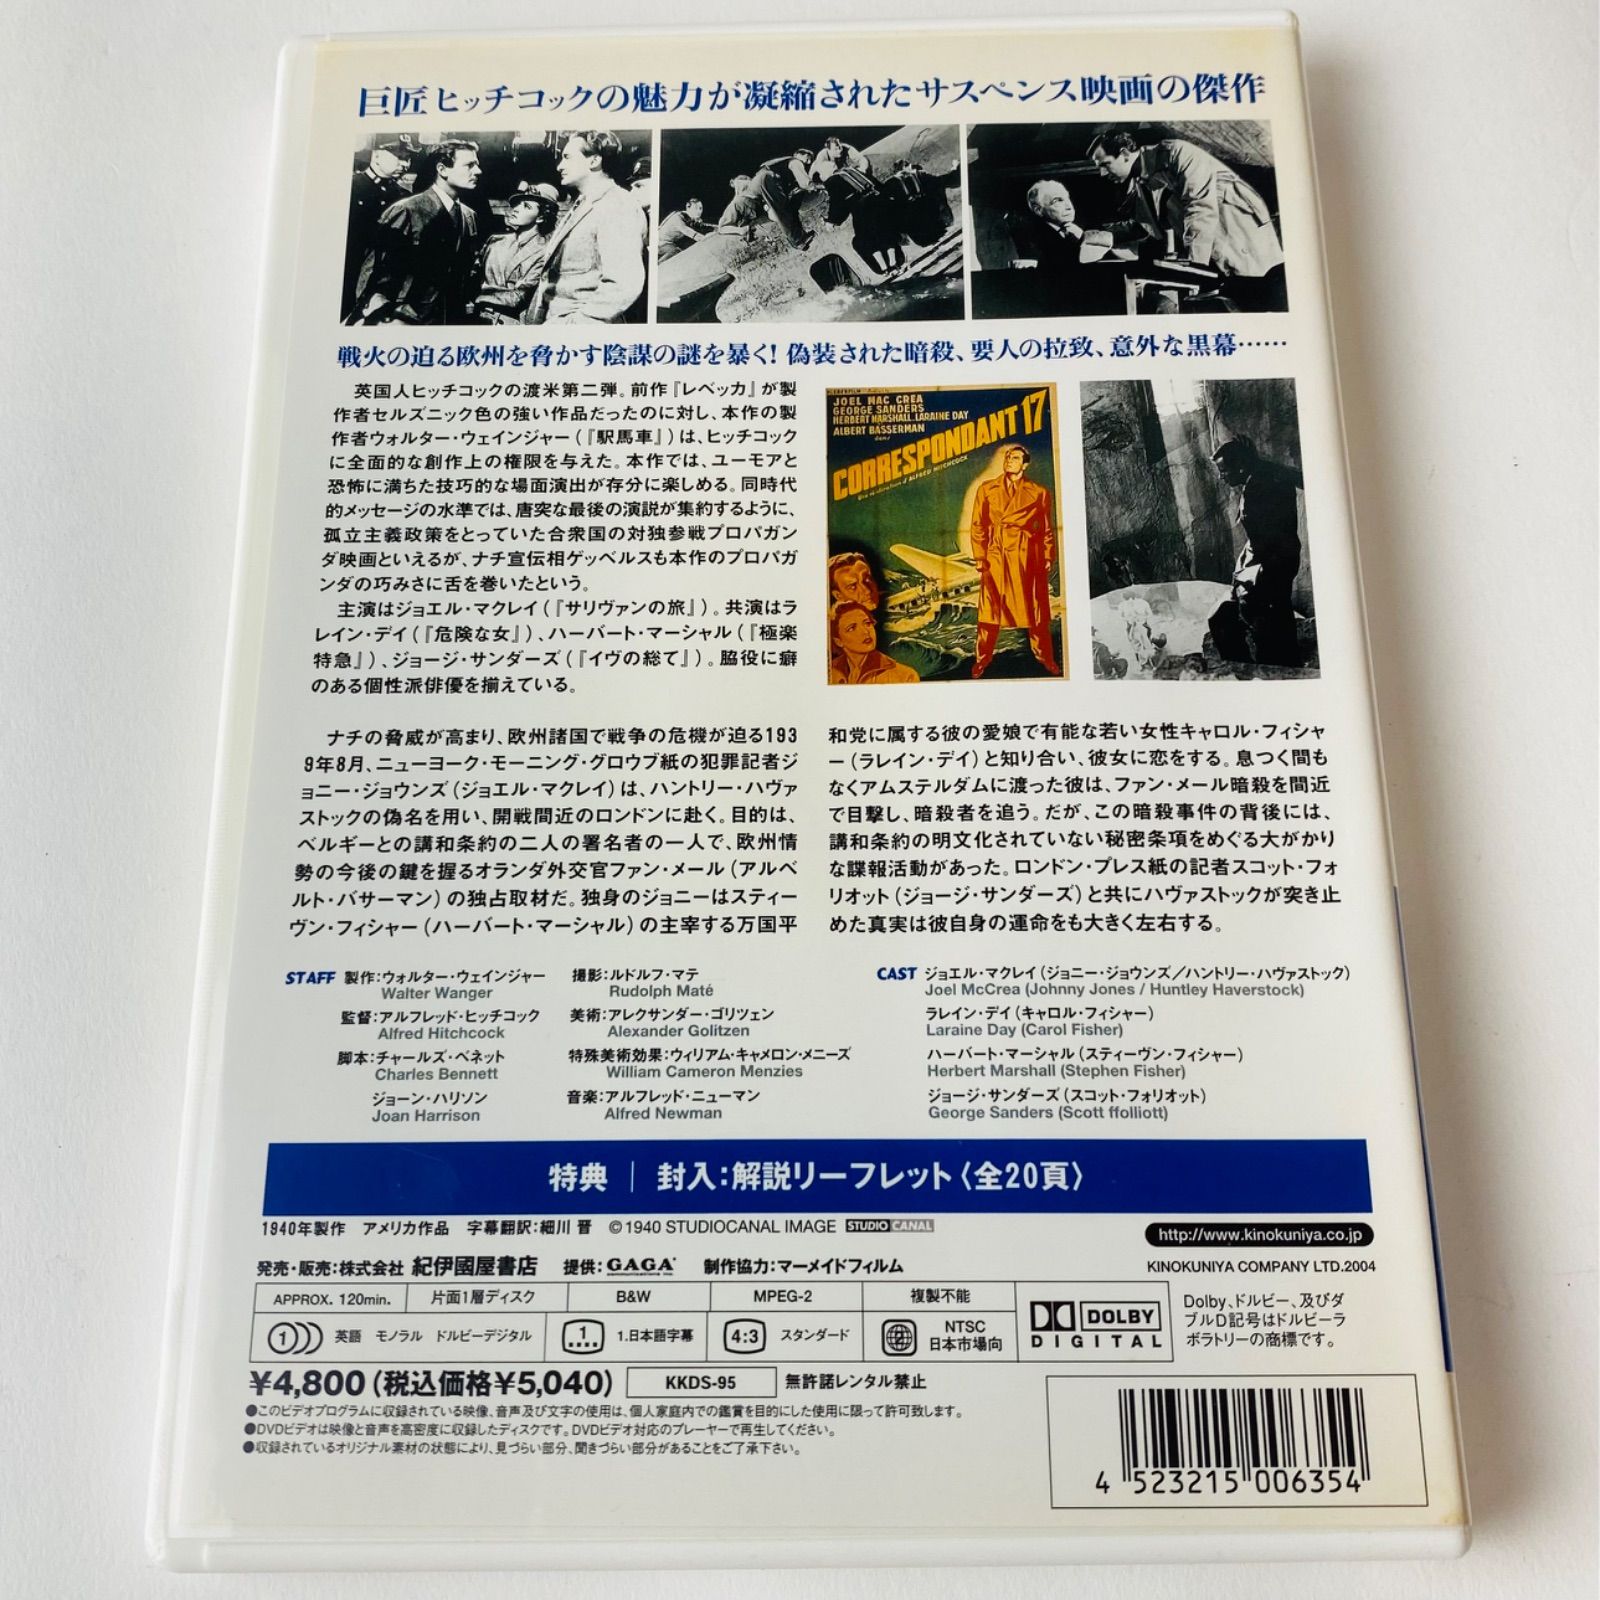 巨匠ヒッチコックの魅力が凝縮されたサスペンス映画の傑作
戦火の迫る欧州を脅かす陰謀の謎を暴く! 偽装された暗殺、要人の拉致、意外な黒幕……
英国人ヒッチコックの渡米第二弾。前作『レベッカ』が製
作者セルズニック色の強い作品だったのに対し、本作の製
作者ウォルター・ウェインジャー(『駅馬車』)は、ヒッチコック
に全面的な創作上の権限を与えた。本作では、ユーモアと
恐怖に満ちた技巧的な場面演出が存分に楽しめる。同時代
的メッセージの水準では、唐突な最後の演説が集約するように、
孤立主義政策をとっていた合衆国の対独参戦プロパガン
ダ映画といえるが、ナチ宣伝相ゲッベルスも本作のプロパガ
ンダの巧みさに舌を巻いたという。
主演はジョエル・マクレイ(『サリヴァンの旅』)。共演はラ
レイン・デイ(『危険な女』)、ハーバート・マーシャル(『極楽
特急』)、ジョージ・サンダーズ(『イヴの総て』)。脇役に癖
のある個性派俳優を揃えている。
JOEL MAC CREA
GEORGE SANDERS
HERBERT MARSHALL, LARAINE DAY
ALBERT BASSERMAN
dans
CORRESPONDANT 17
Une réalisation d'ALFRED HITCHCOCK
ナチの脅威が高まり、欧州諸国で戦争の危機が迫る193
9年8月、ニューヨーク・モーニング・グロウブ紙の犯罪記者ジ
ョニー・ジョウンズ(ジョエル・マクレイ)は、ハントリー・ハヴァ
ストックの偽名を用い、開戦間近のロンドンに赴く。目的は、
ベルギーとの講和条約の二人の署名者の一人で、欧州情
勢の今後の鍵を握るオランダ外交官ファン・メール(アルベ
ルト・バサーマン)の独占取材だ。独身のジョニーはスティー
ヴン・フィシャー(ハーバート・マーシャル)の主宰する万国平
和党に属する彼の愛娘で有能な若い女性キャロル・フィシャ
ー(ラレイン・デイ)と知り合い、彼女に恋をする。息つく間も
なくアムステルダムに渡った彼は、ファン・メール暗殺を間近
で目撃し、暗殺者を追う。だが、この暗殺事件の背後には、
講和条約の明文化されていない秘密条項をめぐる大がかり
な諜報活動があった。ロンドン・プレス紙の記者スコット・フォ
リオット(ジョージ・サンダーズ)と共にハヴァストックが突き止
めた真実は彼自身の運命をも大きく左右する。
STAFF 製作:ウォルター・ウェインジャー
Walter Wanger
監督:アルフレッド・ヒッチコック
Alfred Hitchcock
脚本:チャールズ・ベネット
Charles Bennett
ジョーン・ハリソン
Joan Harrison
撮影:ルドルフ・マテ
Rudolph Maté
美術:アレクサンダー・ゴリツェン
Alexander Golitzen
特殊美術効果:ウィリアム・キャメロン・メニーズ
William Cameron Menzies
音楽:アルフレッド・ニューマン
Alfred Newman
CAST ジョエル・マクレイ(ジョニー・ジョウンズ/ハントリー・ハヴァストック)
Joel McCrea (Johnny Jones / Huntley Haverstock)
ラレイン・デイ(キャロル・フィシャー)
Laraine Day (Carol Fisher)
ハーバート・マーシャル(スティーヴン・フィシャー)
Herbert Marshall (Stephen Fisher)
ジョージ・サンダーズ(スコット・フォリオット)
George Sanders (Scott ffolliott)
特典 | 封入:解説リーフレット〈全20頁〉
1940年製作 アメリカ作品 字幕翻訳:細川 晋 ©1940 STUDIOCANAL IMAGE STUDIO CANAL
http://www.kinokuniya.co.jp
発売・販売:株式会社 紀伊國屋書店 提供:GAGA 制作協力:マーメイドフィルム
KINOKUNIYA COMPANY LTD.2004
APPROX. 120min. 片面1層ディスク B&W MPEG-2 複製不能
1 英語 モノラル ドルビーデジタル 1 1.日本語字幕 4:3 スタンダード 2 NTSC 日本市場向
DOLBY
DIGITAL
Dolby、ドルビー、及びダ
ブルD記号はドルビーラ
ボラトリーの商標です。
¥4,800(税込価格¥5,040) KKDS-95 無許諾レンタル禁止
●このビデオプログラムに収録されている映像、音声及び文字の使用は、個人家庭内での鑑賞を目的にした使用に限って許可致します。
●DVDビデオは映像と音声を高密度に収録したディスクです。DVDビデオ対応のプレーヤーで再生してください。
●収録されているオリジナル素材の状態により、見づらい部分、聞きづらい部分があることをご了承下さい。
4 523215 006354